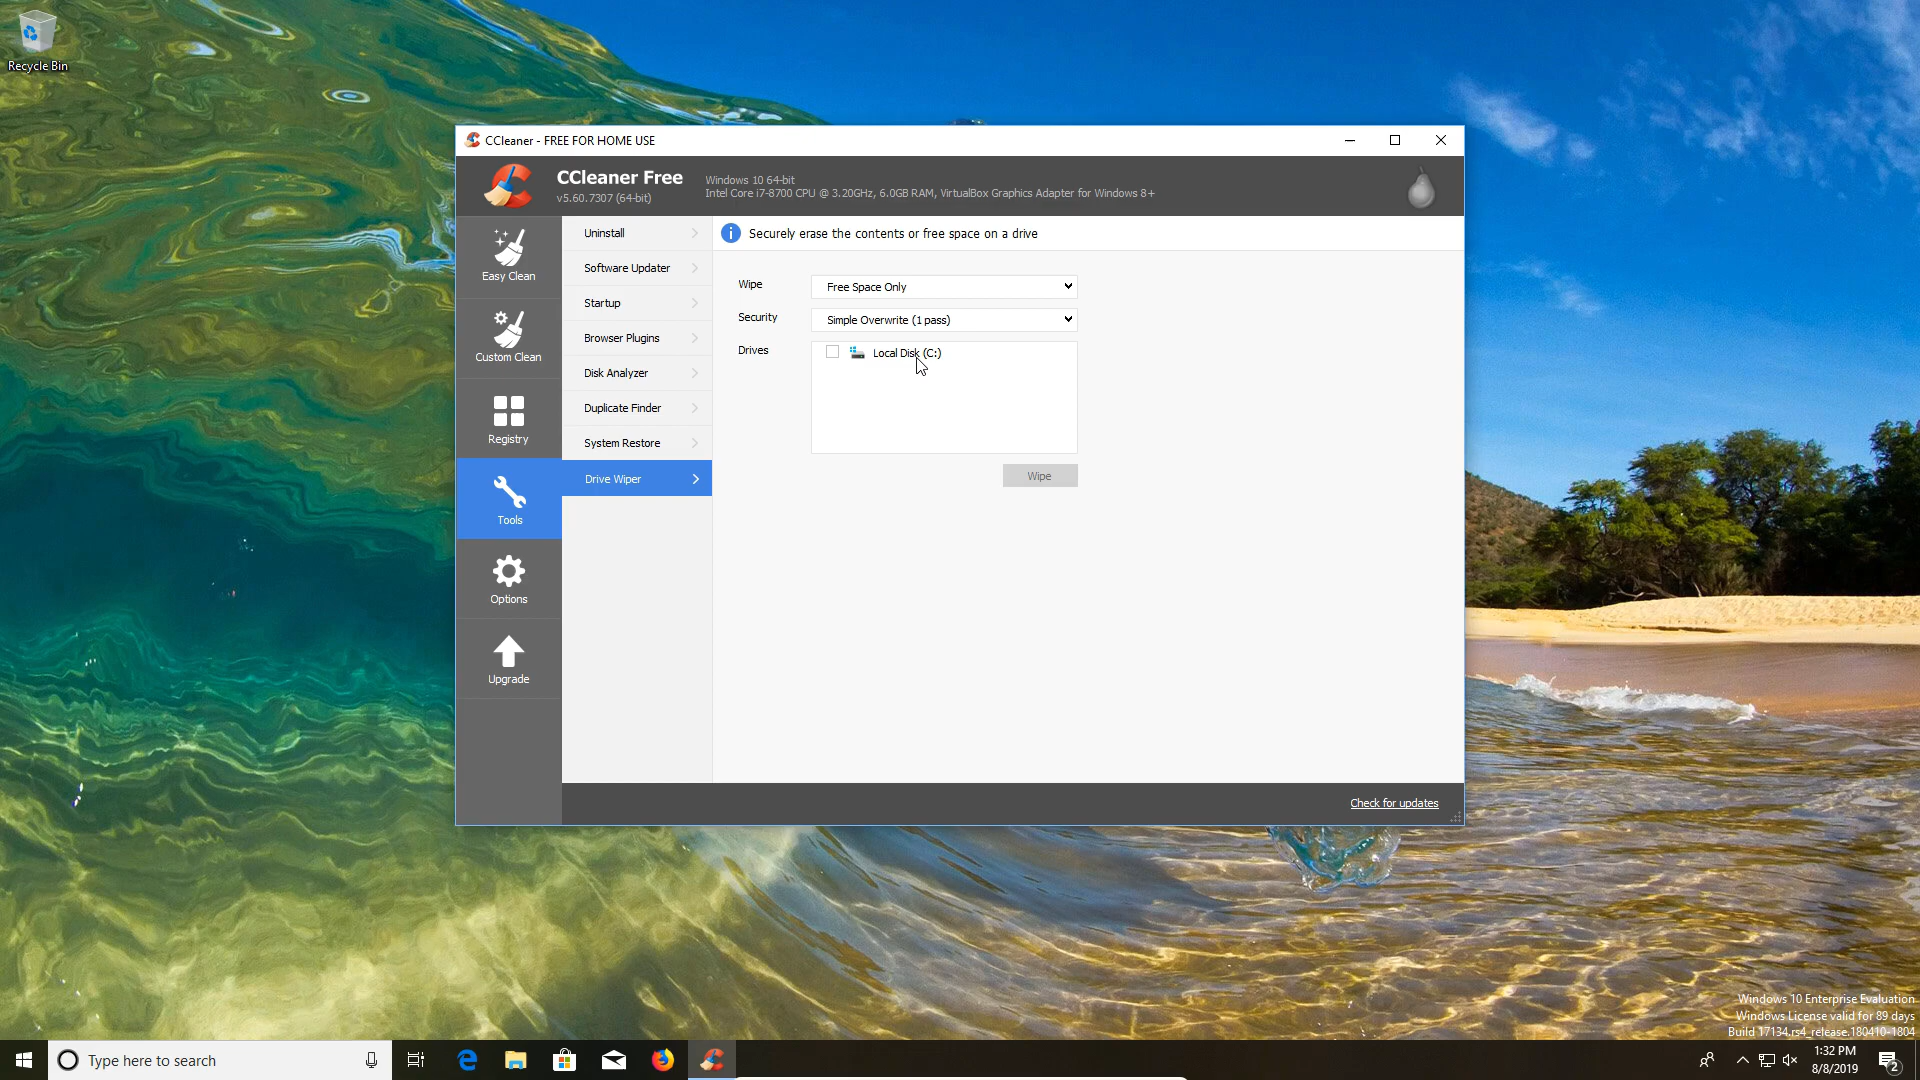 Recycle Bin
CCleaner - FREE FOR HOME USE
CCleaner Free
v5.60.7307 (64-bit)
Windows 10 64-bit
Intel Core i7-8700 CPU @ 3.20GHz, 6.0GB RAM, VirtualBox Graphics Adapter for Windows 8+
Easy Clean
Custom Clean
Registry
Tools
Options
Upgrade
Uninstall
Software Updater
Startup
Browser Plugins
Disk Analyzer
Duplicate Finder
System Restore
Drive Wiper
Securely erase the contents or free space on a drive
Wipe
Free Space Only
Security
Simple Overwrite (1 pass)
Drives
Local Disk (C:)
Wipe
Check for updates
Windows 10 Enterprise Evaluation
Windows License valid for 89 days
Build 17134.rs4_release.180410-1804
Type here to search
1:32 PM
8/8/2019
2